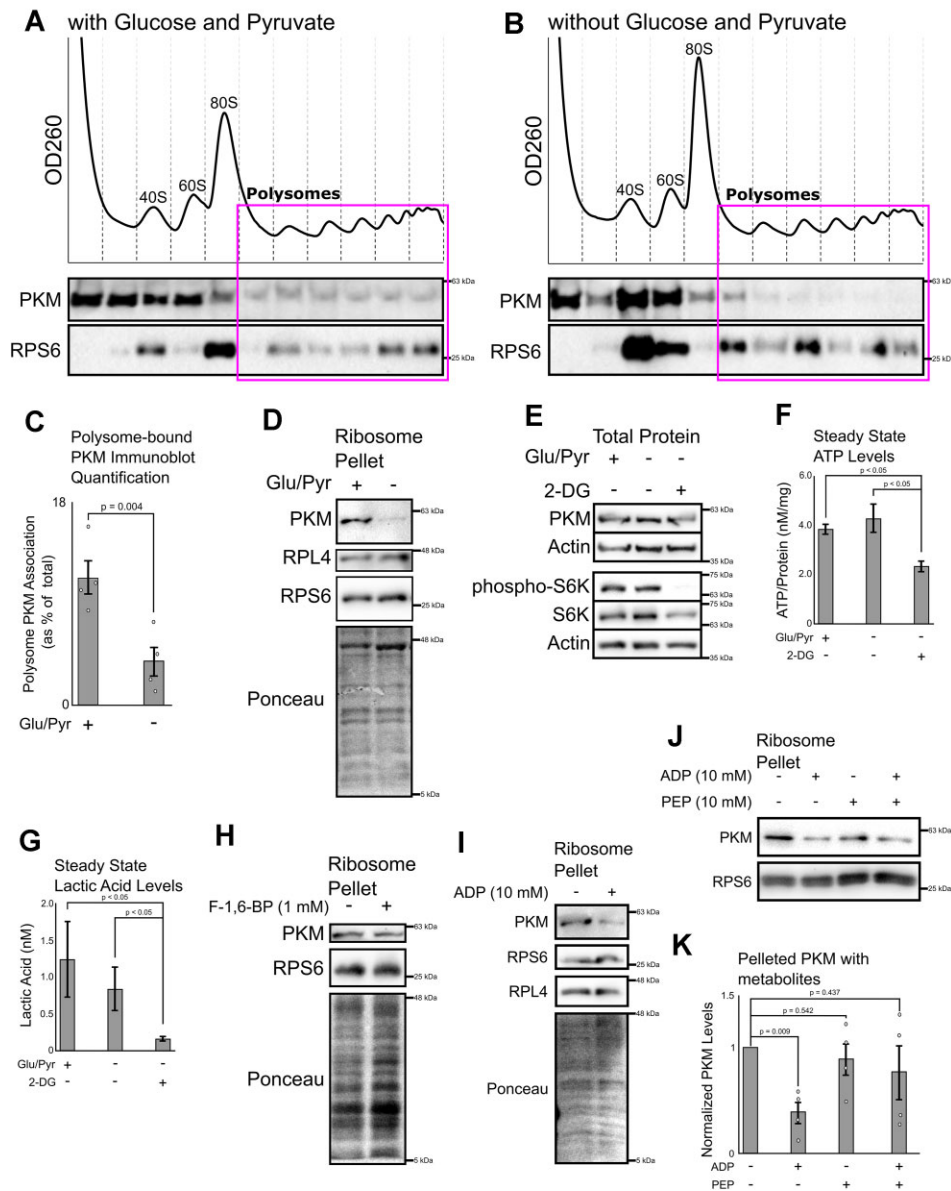 A with Glucose and Pyruvate
OD260
40S
60S
80S
Polysomes
PKM
63 kDa
RPS6
25 kDa
B without Glucose and Pyruvate
OD260
40S
60S
80S
Polysomes
PKM
63 kDa
RPS6
25 kDa
C
Polysome-bound
PKM Immunoblot
Quantification
18
p = 0.004
Polysome PKM Association
(as % of total)
0
Glu/Pyr + -
D Ribosome
Pellet
Glu/Pyr + -
PKM
63 kDa
RPL4
48 kDa
RPS6
25 kDa
48 kDa
Ponceau
5 kDa
E
Total Protein
Glu/Pyr + - -
2-DG - - +
PKM
63 kDa
Actin
35 kDa
phospho-S6K
75 kDa
63 kDa
S6K
75 kDa
63 kDa
Actin
35 kDa
F
Steady State
ATP Levels
p < 0.05
p < 0.05
6.0
4.5
3.0
1.5
0
ATP/Protein (nM/mg)
Glu/Pyr + - -
2-DG - - +
G
Steady State
Lactic Acid Levels
p < 0.05
p < 0.05
2.0
1.5
1.0
0.5
0
Lactic Acid (nM)
Glu/Pyr + - -
2-DG - - +
H
Ribosome
Pellet
F-1,6-BP (1 mM) - +
PKM
63 kDa
RPS6
25 kDa
48 kDa
Ponceau
5 kDa
I
Ribosome
Pellet
ADP (10 mM) - +
PKM
63 kDa
RPS6
25 kDa
RPL4
48 kDa
48 kDa
Ponceau
5 kDa
J
Ribosome
Pellet
ADP (10 mM) - + - +
PEP (10 mM) - - + +
PKM
63 kDa
RPS6
25 kDa
K
Pelleted PKM with
metabolites
p = 0.437
p = 0.542
p = 0.009
1.5
1
0
Normalized PKM Levels
ADP - + - +
PEP - - + +